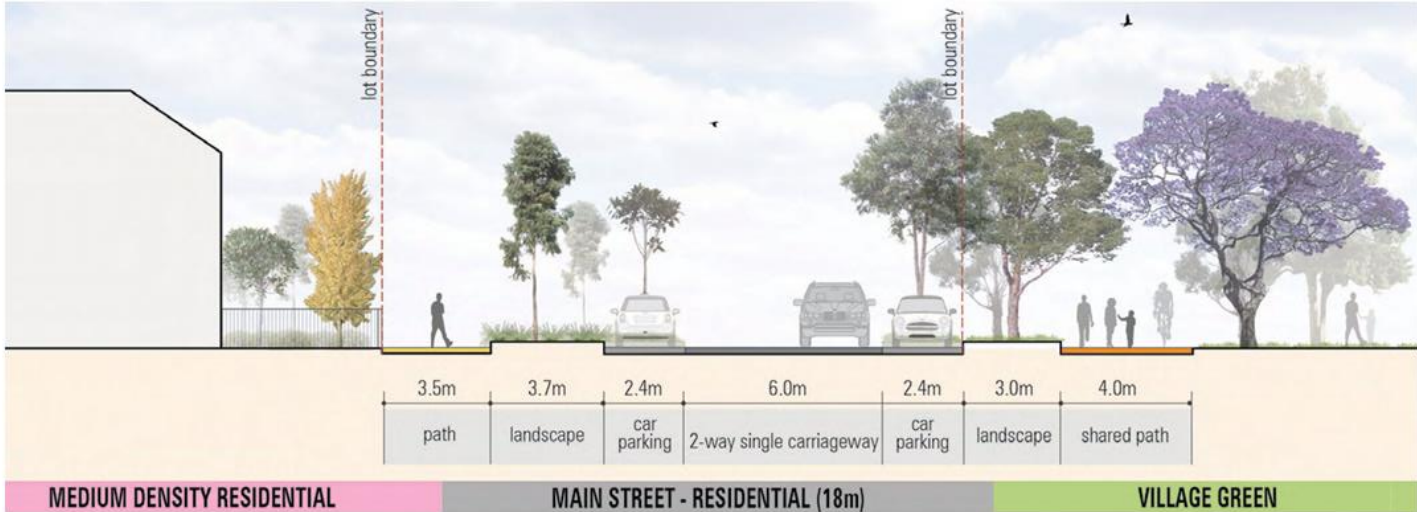 lot boundary
lot boundary
3.5m 3.7m 2.4m 6.0m 2.4m 3.0m 4.0m
path landscape car parking 2-way single carriageway car parking landscape shared path
MEDIUM DENSITY RESIDENTIAL MAIN STREET - RESIDENTIAL (18m) VILLAGE GREEN